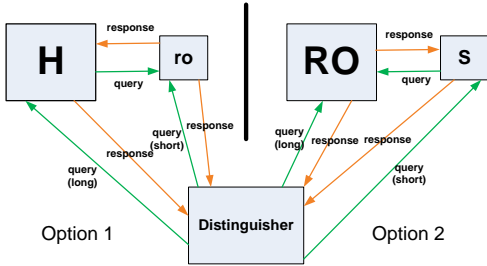 response
H
ro
query
RO
response
S
query
query
(short)
response
response
query
(long)
query
(long)
response
response
query
(short)
Distinguisher
Option 1
Option 2